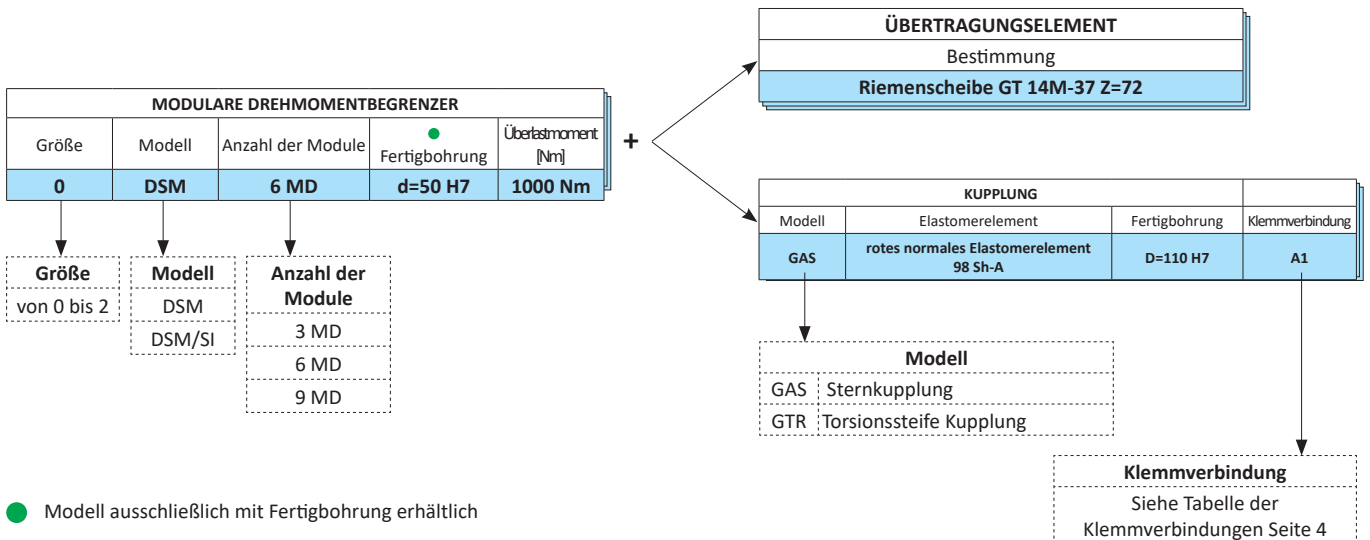 ÜBERTRAGUNGSELEMENT
Bestimmung
Riemenscheibe GT 14M-37 Z=72
MODULARE DREHMOMENTBEGRENZER
Größe Modell Anzahl der Module Fertigbohrung Überlastmoment [Nm]
0 DSM 6 MD d=50 H7 1000 Nm
+
KUPPLUNG
Modell Elastomerelement Fertigbohrung Klemmverbindung
GAS rotes normales Elastomerelement 98 Sh-A D=110 H7 A1
Größe
von 0 bis 2
Modell
DSM
DSM/SI
Anzahl der
Module
3 MD
6 MD
9 MD
Modell
GAS Sternkupplung
GTR Torsionssteife Kupplung
Klemmverbindung
Siehe Tabelle der
Klemmverbindungen Seite 4
Modell ausschließlich mit Fertigbohrung erhältlich